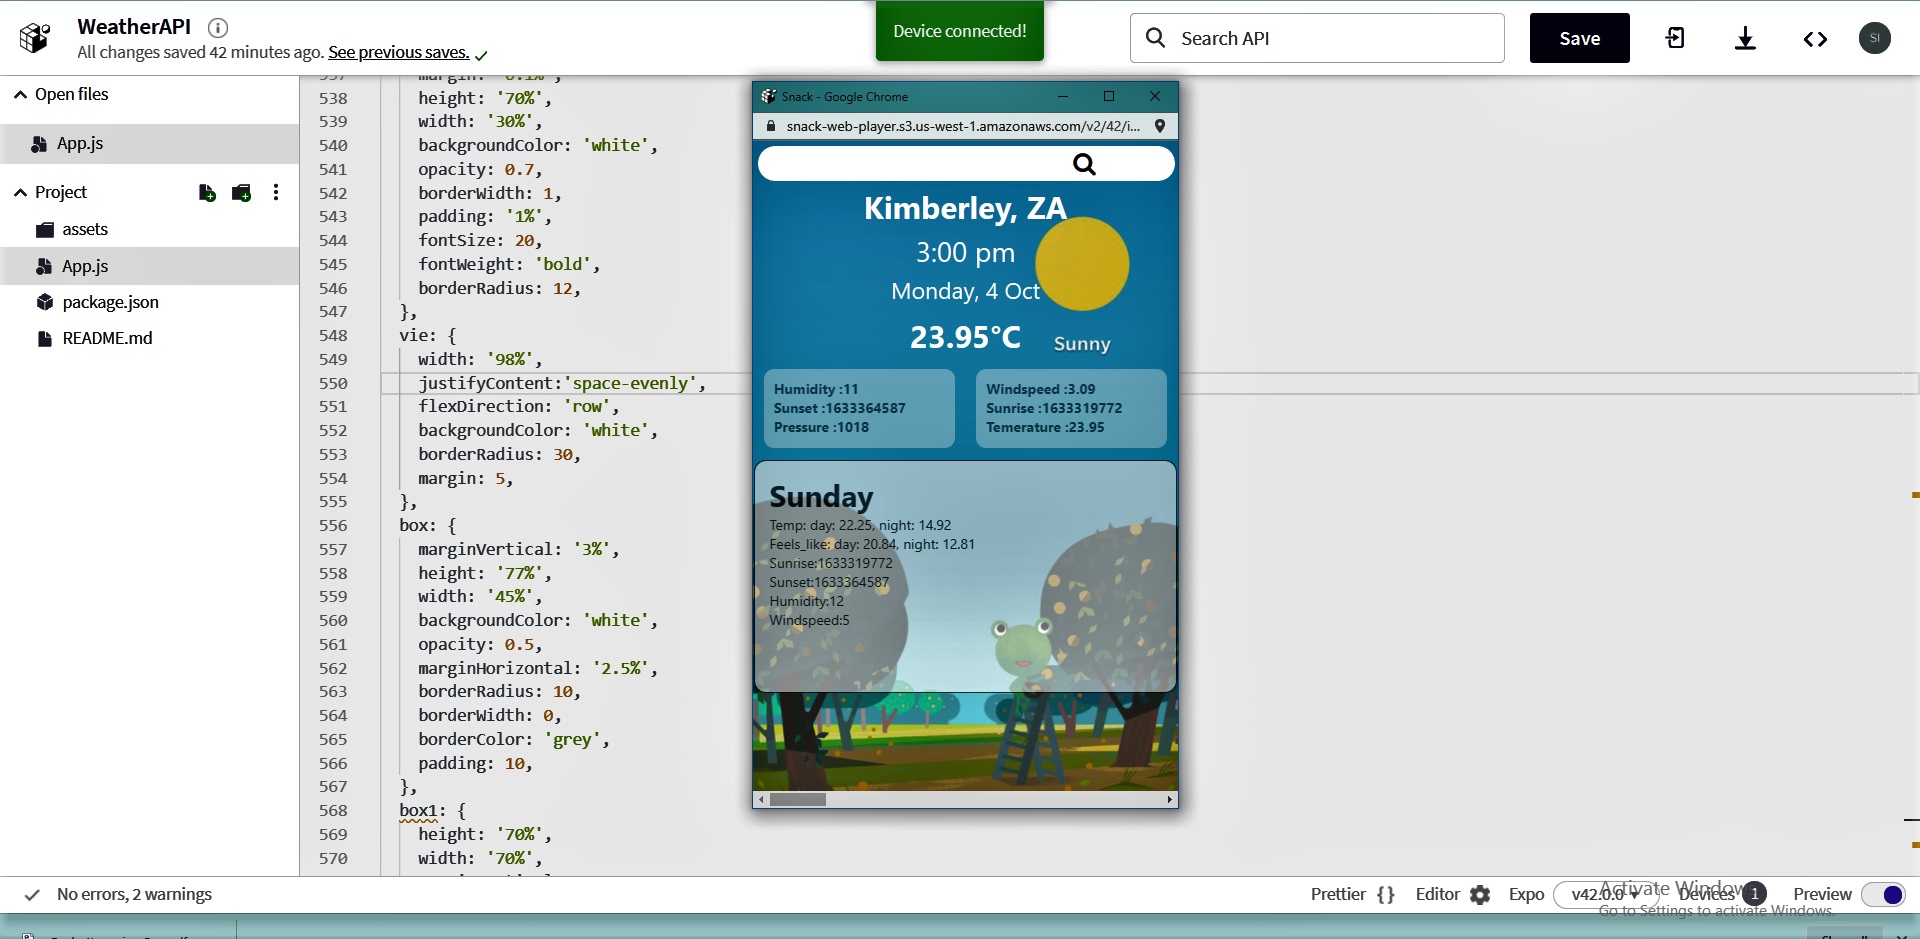 WeatherAPI
All changes saved 42 minutes ago. See previous saves.
Device connected!
Search API
Save
SI
Open files
App.js
Project
assets
App.js
package.json
README.md
538 height: '70%',
539 width: '30%',
540 backgroundColor: 'white',
541 opacity: 0.7,
542 borderWidth: 1,
543 padding: '1%',
544 fontSize: 20,
545 fontWeight: 'bold',
546 borderRadius: 12,
547 },
548 vie: {
549 width: '98%',
550 justifyContent:'space-evenly',
551 flexDirection: 'row',
552 backgroundColor: 'white',
553 borderRadius: 30,
554 margin: 5,
555 },
556 box: {
557 marginVertical: '3%',
558 height: '77%',
559 width: '45%',
560 backgroundColor: 'white',
561 opacity: 0.5,
562 marginHorizontal: '2.5%',
563 borderRadius: 10,
564 borderWidth: 0,
565 borderColor: 'grey',
566 padding: 10,
567 },
568 box1: {
569 height: '70%',
570 width: '70%',
Snack - Google Chrome
snack-web-player.s3.us-west-1.amazonaws.com/v2/42/i...
Kimberley, ZA
3:00 pm
Monday, 4 Oct
23.95°C
Sunny
Humidity :11
Sunset :1633364587
Pressure :1018
Windspeed :3.09
Sunrise :1633319772
Temerature :23.95
Sunday
Temp: day: 22.25, night: 14.92
Feels_like: day: 20.84, night: 12.81
Sunrise:1633319772
Sunset:1633364587
Humidity:12
Windspeed:5
No errors, 2 warnings
Prettier {}
Editor
Expo
v42.0.0
Devices 1
Preview
Activate Windows
Go to Settings to activate Windows.